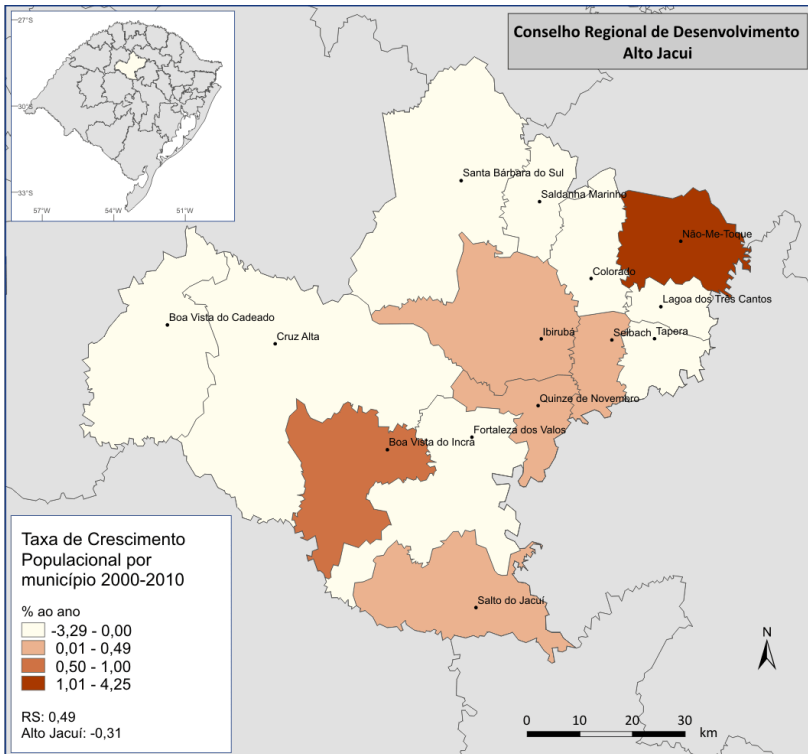 Conselho Regional de Desenvolvimento
Alto Jacui
27°S
30°S
33°S
57°W
54°W
51°W
Santa Bárbara do Sul
Saldanha Marinho
Não-Me-Toque
Colorado
Lagoa dos Três Cantos
Boa Vista do Cadeado
Cruz Alta
Ibirubá
Selbach
Tapera
Quinze de Novembro
Fortaleza dos Valos
Boa Vista do Incra
Salto do Jacuí
Taxa de Crescimento
Populacional por
município 2000-2010
% ao ano
-3,29 - 0,00
0,01 - 0,49
0,50 - 1,00
1,01 - 4,25
RS: 0,49
Alto Jacuí: -0,31
N
0 10 20 30
km